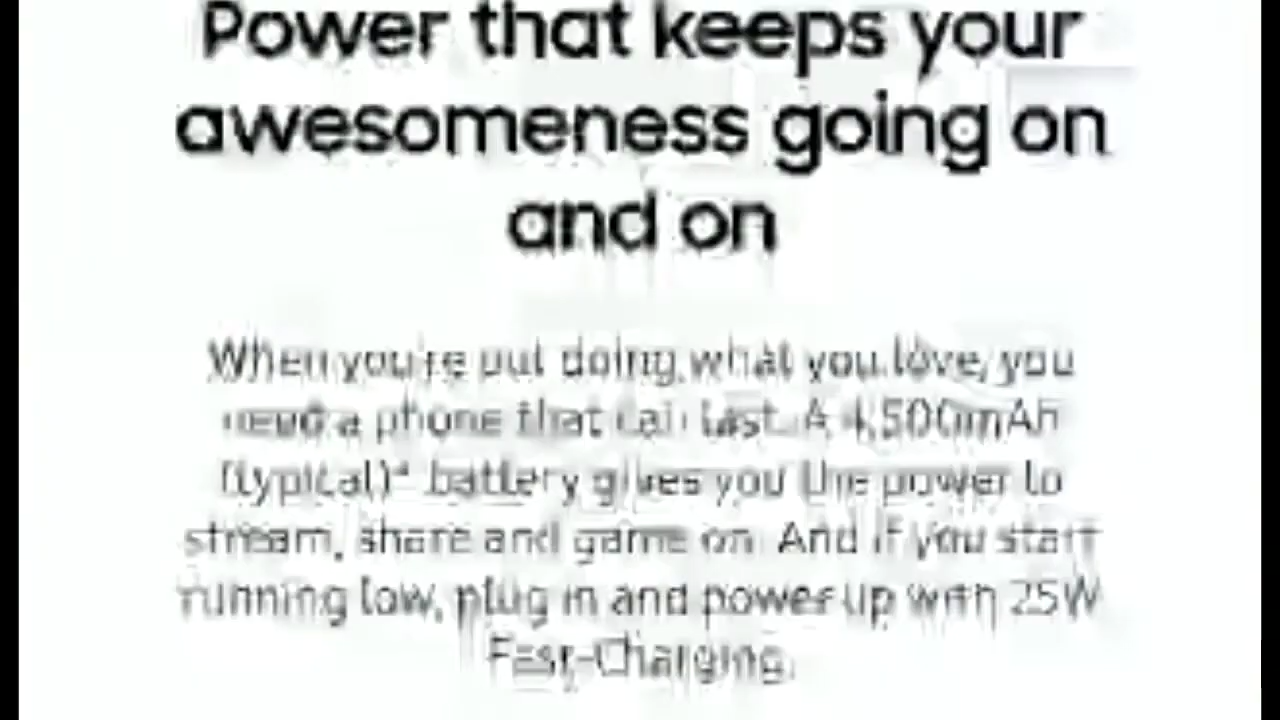 Power that keeps your
awesomeness going on
and on
When you're out doing what you love, you
need a phone that can last. A 4,500mAh
(typical)* battery gives you the power to
stream, share and game on. And if you start
running low, plug in and power up with 25W
Fast-Charging.